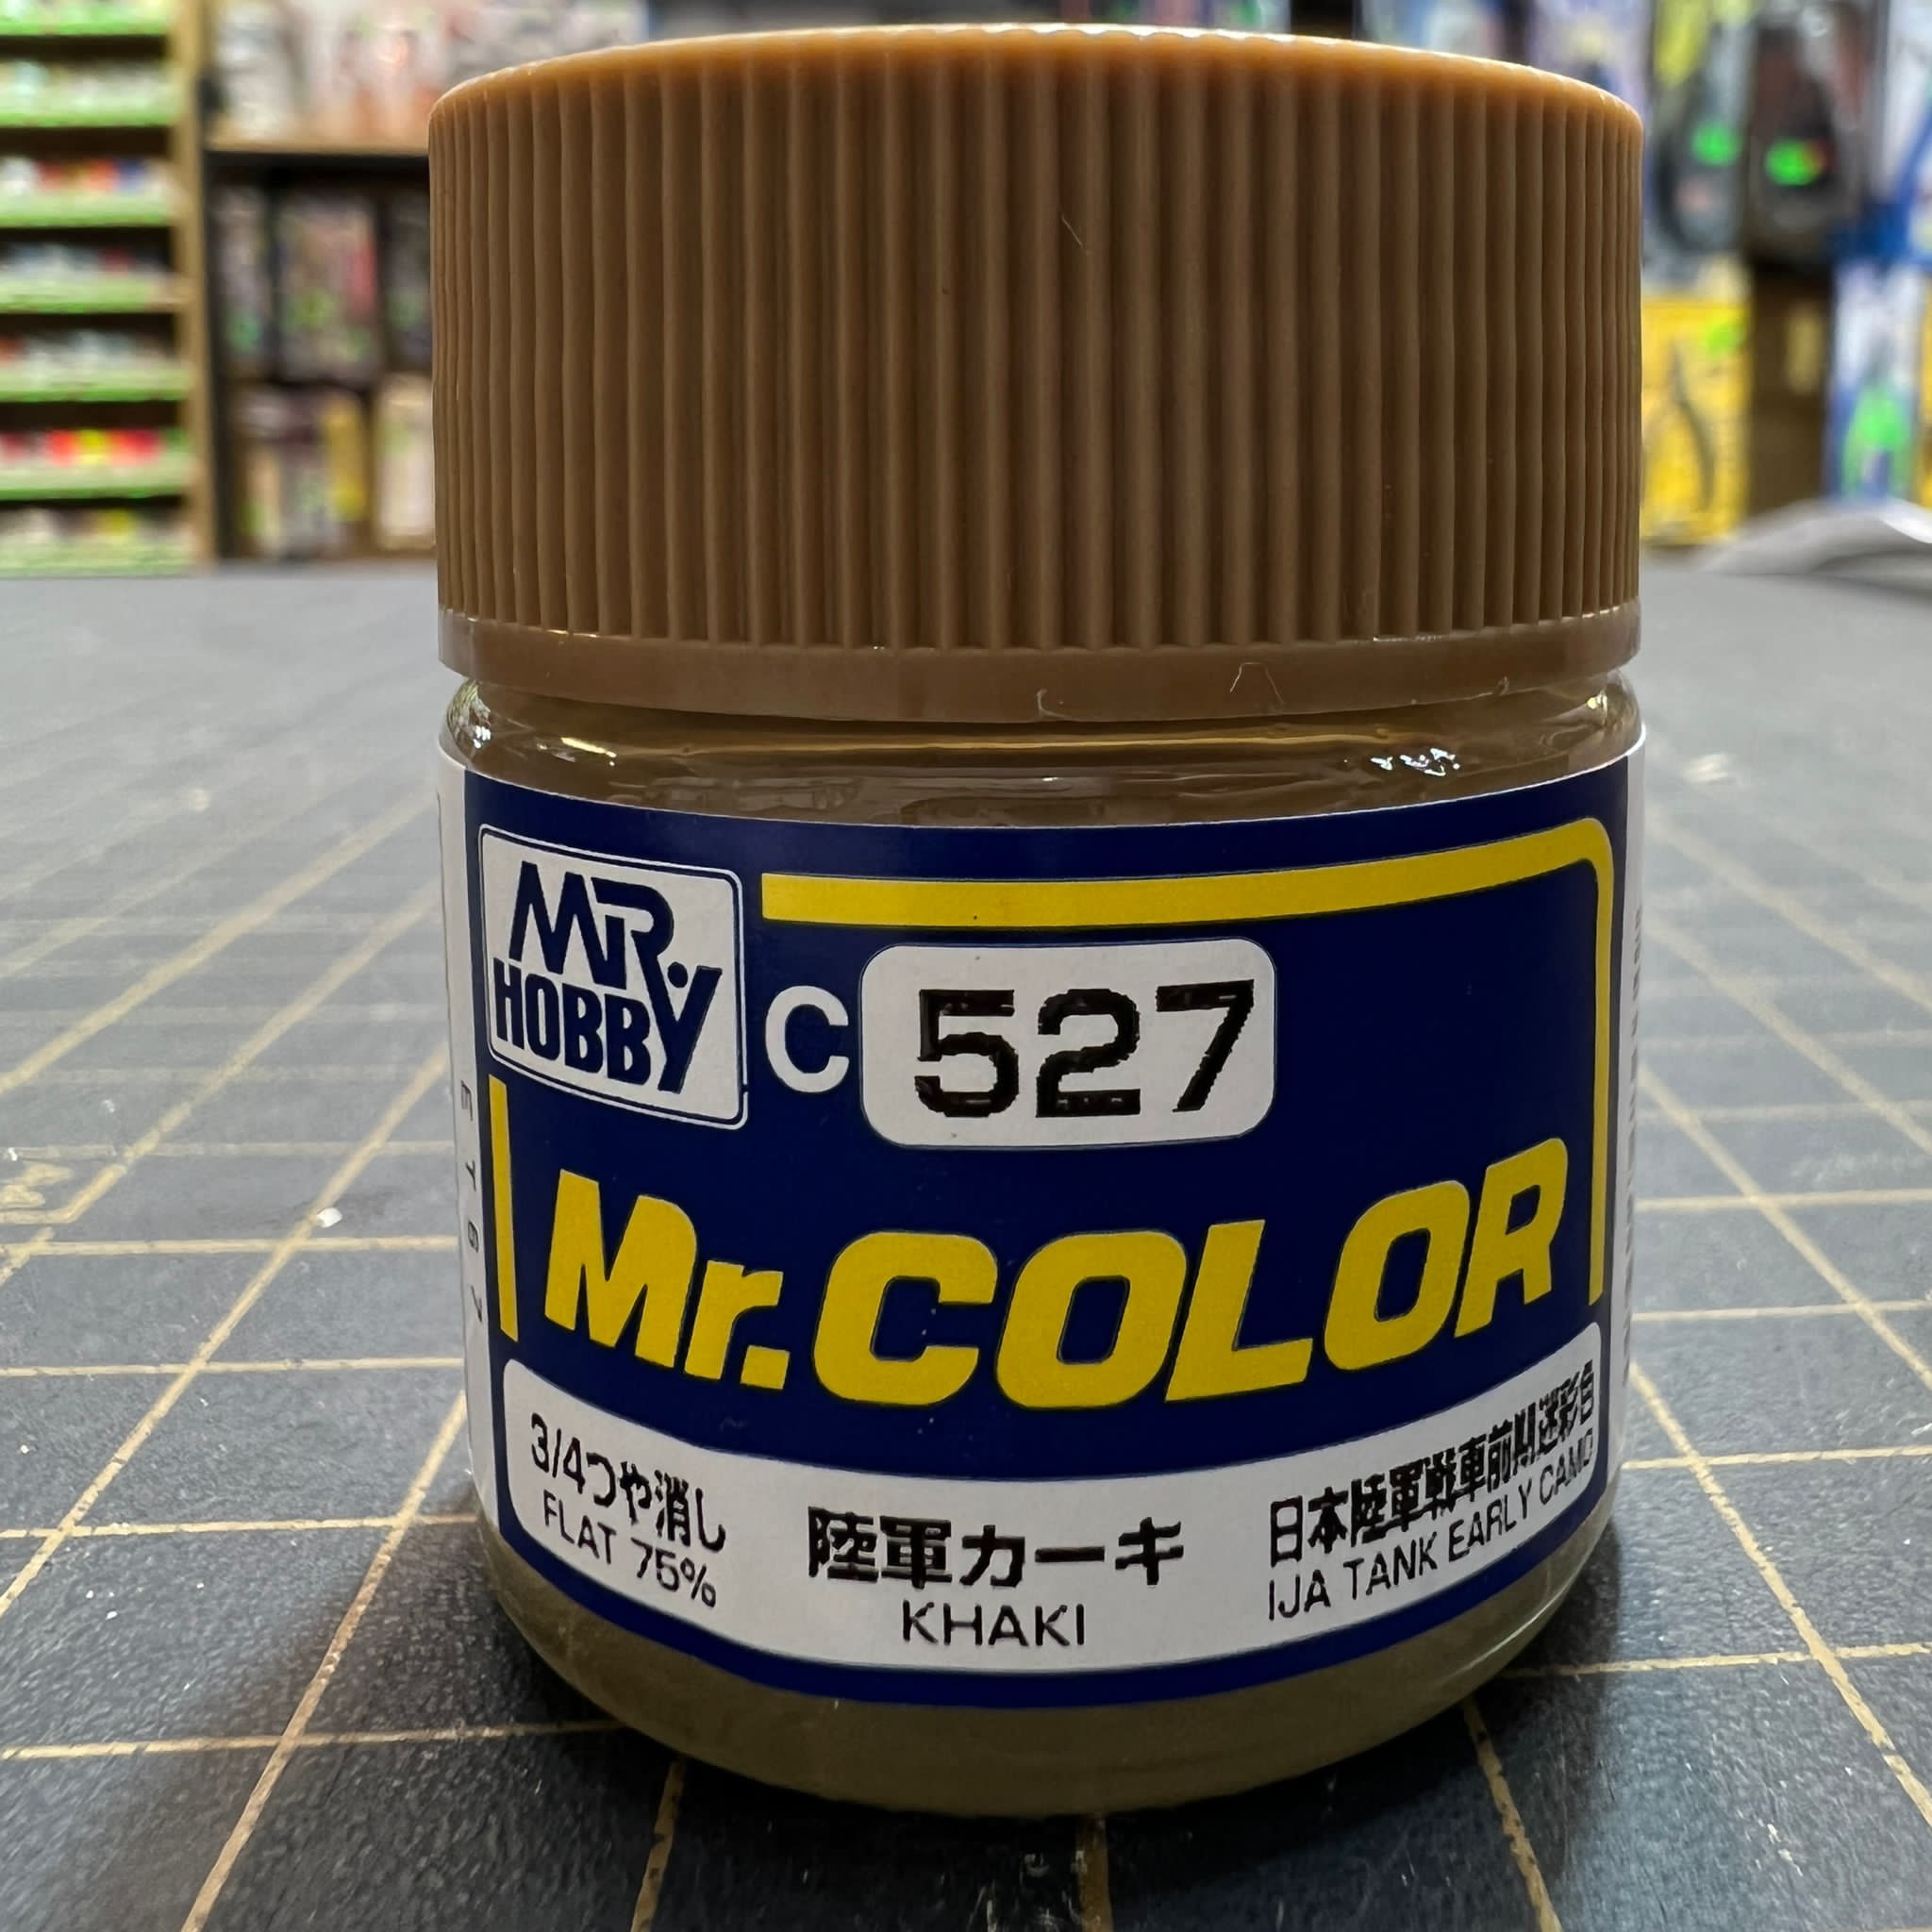 MR.
HOBBY
C 527
Mr.COLOR
3/4つや消し
FLAT 75%
陸軍カーキ
KHAKI
日本陸軍戦車前期迷彩色
IJA TANK EARLY CAMO